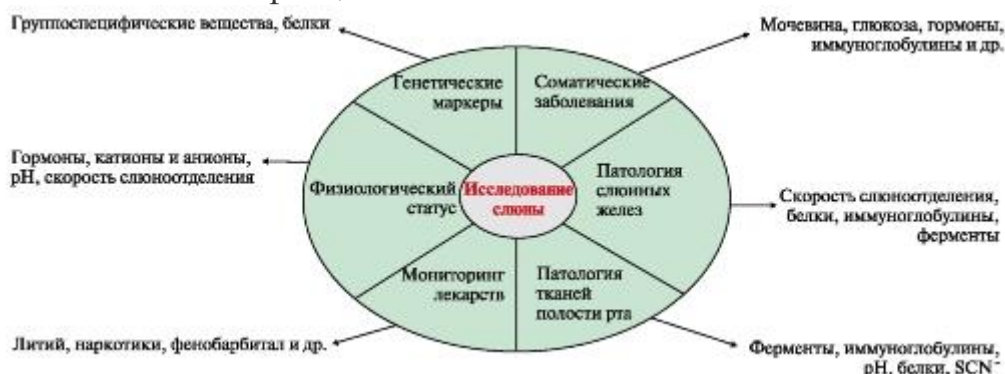 Группоспецифические вещества, белки
Мочевина, глюкоза, гормоны,
иммуноглобулины и др.
Генетические
маркеры
Соматические
заболевания
Гормоны, катионы и анионы,
pH, скорость слюноотделения
Физиологический
статус
Исследование
слюны
Патология
слюнных
желез
Скорость слюноотделения,
белки, иммуноглобулины,
ферменты
Мониторинг
лекарств
Патология
тканей
полости рта
Литий, наркотики, фенобарбитал и др.
Ферменты, иммуноглобулины,
pH, белки, SCN⁻